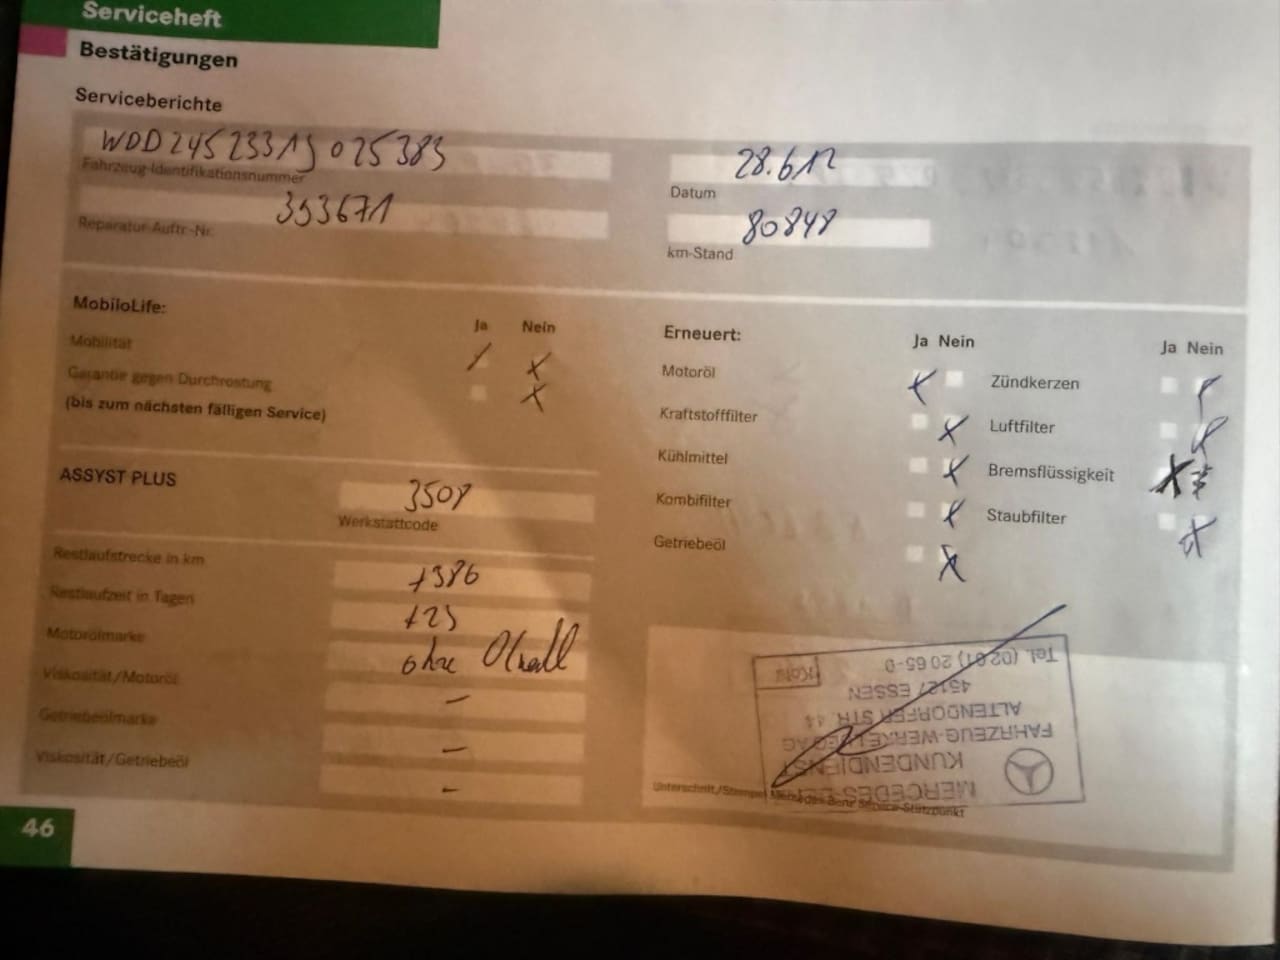 Serviceheft
Bestätigungen
Serviceberichte
WDD2452331J025383
Fahrzeug-Identifikationsnummer
28.6 12
Datum
393671
Reparatur-Auftr.-Nr.
80848
km-Stand
MobiloLife:
Ja Nein
Mobilität
Garantie gegen Durchrostung
(bis zum nächsten fälligen Service)
ASSYST PLUS
3508
Werkstattcode
Restlaufstrecke in km
+386
Restlaufzeit in Tagen
+25
Motorölmarke
ohne
Viskosität/Motoröl
–
Getriebeölmarke
–
Viskosität/Getriebeöl
–
Erneuert:
Ja Nein
Ja Nein
Motoröl
Zündkerzen
Kraftstofffilter
Luftfilter
Kühlmittel
Bremsflüssigkeit
Kombifilter
Staubfilter
Getriebeöl
MERCEDES-BENZ
KUNDENDIENST
FAHRZEUG-WERKE LUEG AG
ALTENDORFER STR. 44
45127 ESSEN
Tel. (02 01) 20 65-0
Unterschrift/Stempel Mercedes-Benz Service-Stützpunkt
46